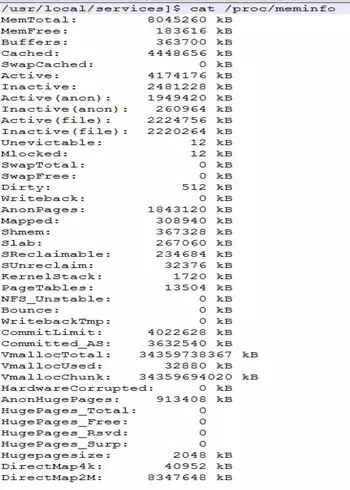 /usr/local/services]$ cat /proc/meminfo
MemTotal: 8045260 kB
MemFree: 183616 kB
Buffers: 363700 kB
Cached: 4448656 kB
SwapCached: 0 kB
Active: 4174176 kB
Inactive: 2481228 kB
Active(anon): 1949420 kB
Inactive(anon): 260964 kB
Active(file): 2224756 kB
Inactive(file): 2220264 kB
Unevictable: 12 kB
Mlocked: 12 kB
SwapTotal: 0 kB
SwapFree: 0 kB
Dirty: 512 kB
Writeback: 0 kB
AnonPages: 1843120 kB
Mapped: 308940 kB
Shmem: 367328 kB
Slab: 267060 kB
SReclaimable: 234684 kB
SUnreclaim: 32376 kB
KernelStack: 1720 kB
PageTables: 13504 kB
NFS_Unstable: 0 kB
Bounce: 0 kB
WritebackTmp: 0 kB
CommitLimit: 4022628 kB
Committed_AS: 3632540 kB
VmallocTotal: 34359738367 kB
VmallocUsed: 32880 kB
VmallocChunk: 34359694020 kB
HardwareCorrupted: 0 kB
AnonHugePages: 913408 kB
HugePages_Total: 0
HugePages_Free: 0
HugePages_Rsvd: 0
HugePages_Surp: 0
Hugepagesize: 2048 kB
DirectMap4k: 40952 kB
DirectMap2M: 8347648 kB